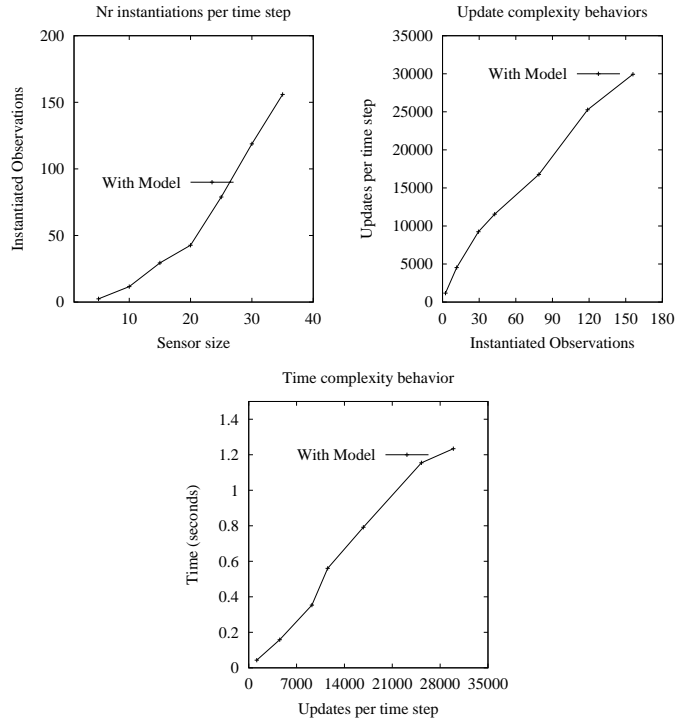 Nr instantiations per time step
200
150
100
50
0
Instantiated Observations
With Model
10 20 30 40
Sensor size
Update complexity behaviors
35000
30000
25000
20000
15000
10000
5000
0
Updates per time step
With Model
0 30 60 90 120 150 180
Instantiated Observations
Time complexity behavior
1.4
1.2
1
0.8
0.6
0.4
0.2
0
Time (seconds)
With Model
0 7000 14000 21000 28000 35000
Updates per time step